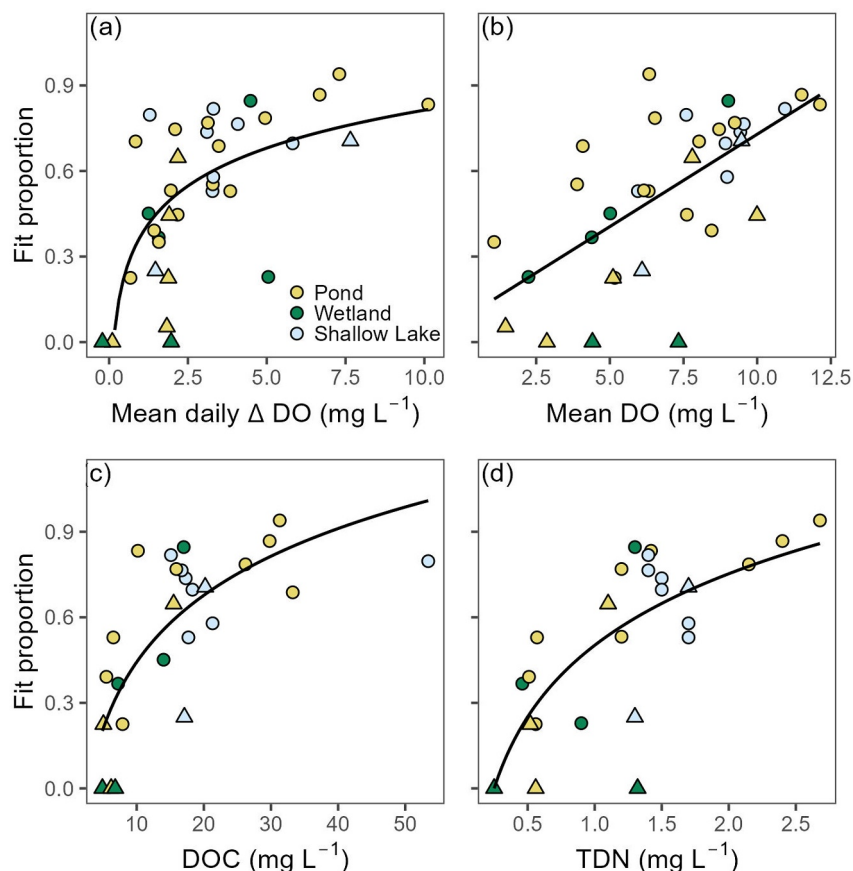 (a)
(b)
Fit proportion
0.9
0.6
0.3
0.0
Pond
Wetland
Shallow Lake
0.0 2.5 5.0 7.5 10.0
2.5 5.0 7.5 10.0 12.5
Mean daily Δ DO (mg L⁻¹)
Mean DO (mg L⁻¹)
c)
(d)
Fit proportion
0.9
0.6
0.3
0.0
10 20 30 40 50
0.5 1.0 1.5 2.0 2.5
DOC (mg L⁻¹)
TDN (mg L⁻¹)